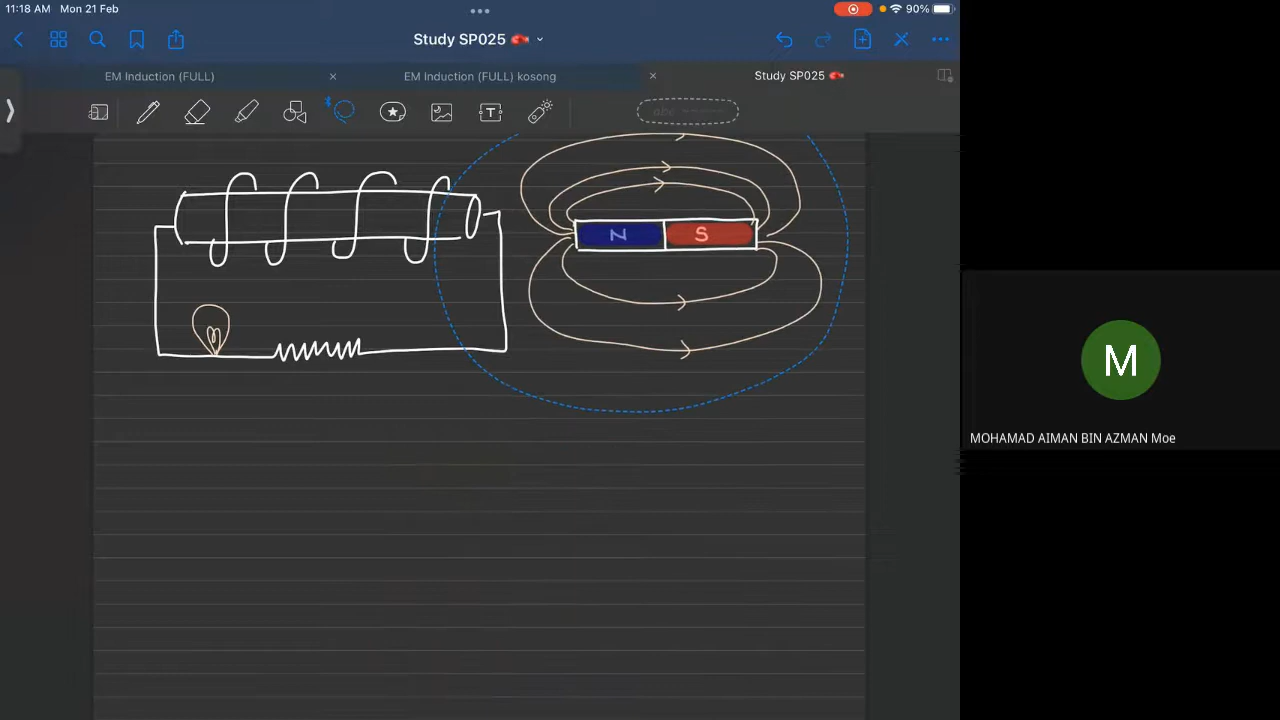 11:18 AM Mon 21 Feb
90%
Study SP025
EM Induction (FULL)
EM Induction (FULL) kosong
Study SP025
T
N S
M
MOHAMAD AIMAN BIN AZMAN Moe